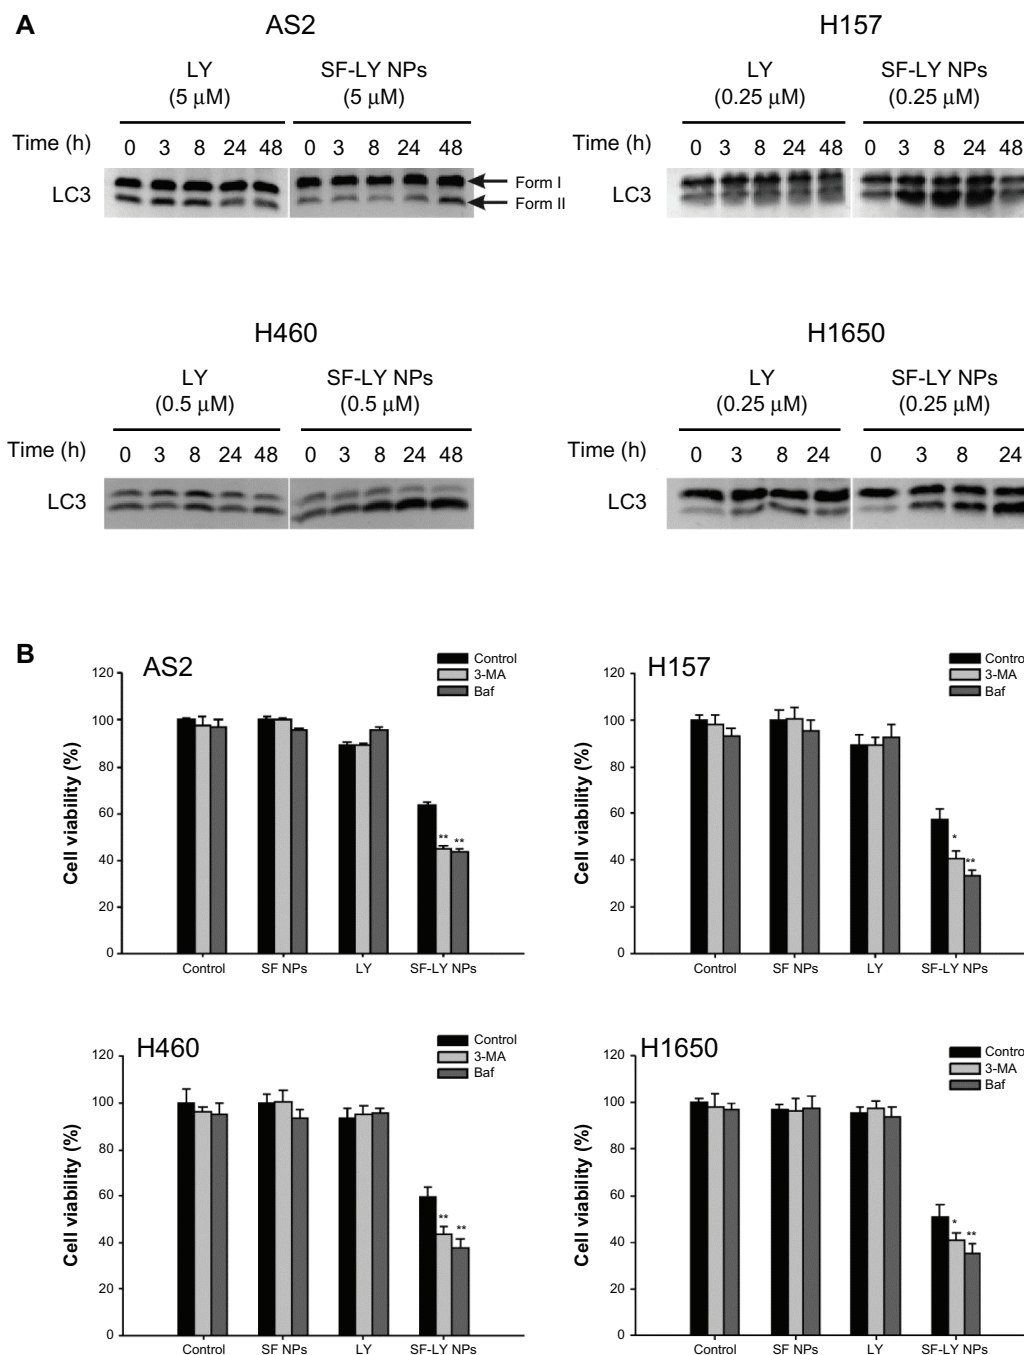 A
AS2
LY
(5 µM)
SF-LY NPs
(5 µM)
Time (h)
0 3 8 24 48
0 3 8 24 48
LC3
Form I
Form II
H157
LY
(0.25 µM)
SF-LY NPs
(0.25 µM)
Time (h)
0 3 8 24 48
0 3 8 24 48
LC3
H460
LY
(0.5 µM)
SF-LY NPs
(0.5 µM)
Time (h)
0 3 8 24 48
0 3 8 24 48
LC3
H1650
LY
(0.25 µM)
SF-LY NPs
(0.25 µM)
Time (h)
0 3 8 24
0 3 8 24
LC3
B
AS2
Control
3-MA
Baf
Cell viability (%)
120
100
80
60
40
20
0
** **
Control SF NPs LY SF-LY NPs
H157
Control
3-MA
Baf
Cell viability (%)
120
100
80
60
40
20
0
* **
Control SF NPs LY SF-LY NPs
H460
Control
3-MA
Baf
Cell viability (%)
120
100
80
60
40
20
0
** **
Control SF NPs LY SF-LY NPs
H1650
Control
3-MA
Baf
Cell viability (%)
120
100
80
60
40
20
0
* **
Control SF NPs LY SF-LY NPs